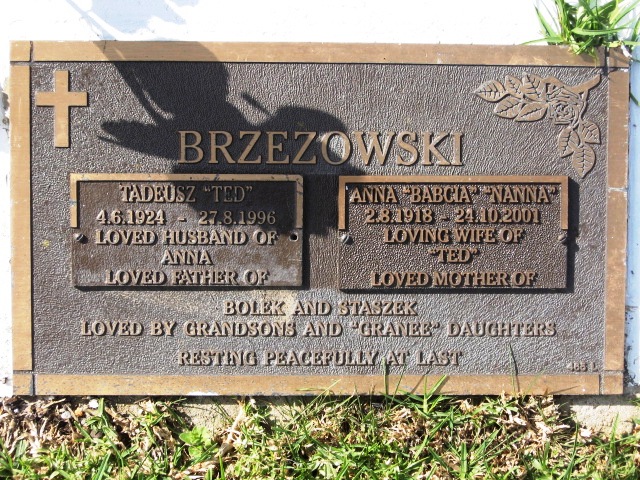 BRZEZOWSKI
TADEUSZ "TED"
4.6.1924 - 27.8.1996
LOVED HUSBAND OF
ANNA
LOVED FATHER OF
ANNA "BABCIA" "NANNA"
2.8.1918 - 24.10.2001
LOVING WIFE OF
"TED"
LOVED MOTHER OF
BOLEK AND STASZEK
LOVED BY GRANDSONS AND "GRANEE" DAUGHTERS
RESTING PEACEFULLY AT LAST
485 L